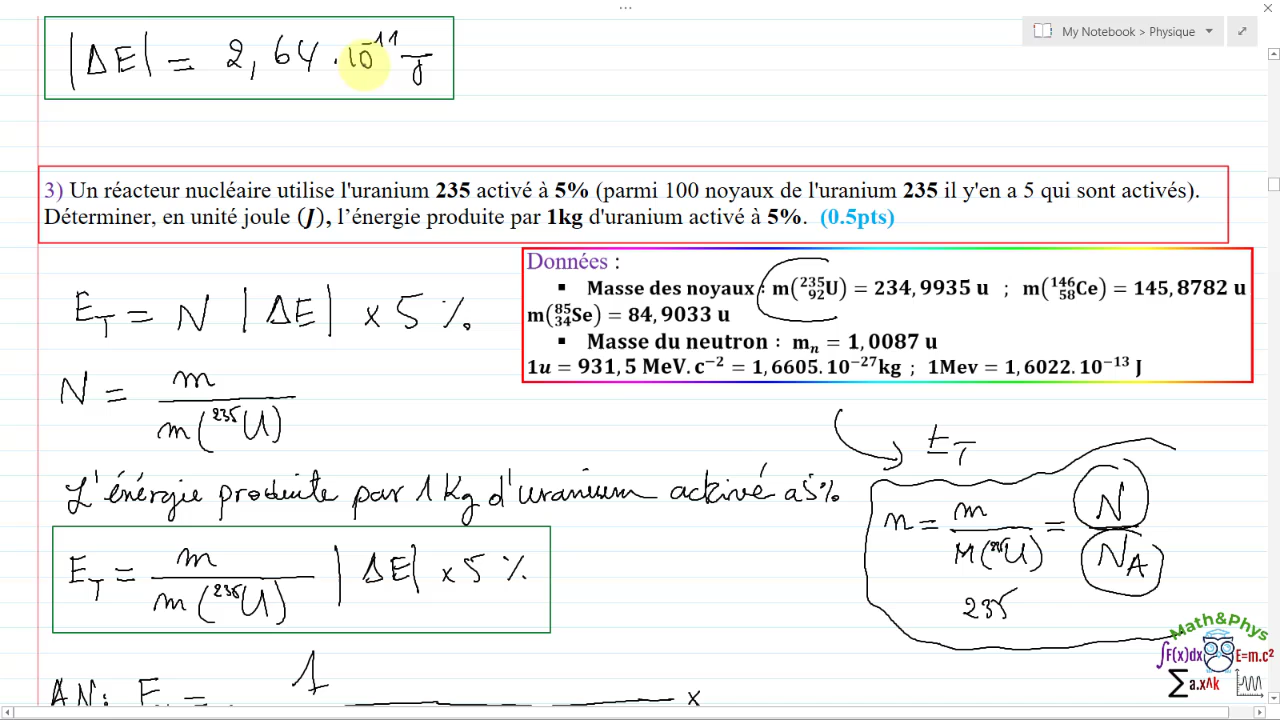 ...
My Notebook > Physique
|ΔE| = 2,64 . 10⁻¹¹ J
3) Un réacteur nucléaire utilise l'uranium 235 activé à 5% (parmi 100 noyaux de l'uranium 235 il y'en a 5 qui sont activés).
Déterminer, en unité joule (J), l'énergie produite par 1kg d'uranium activé à 5%. (0.5pts)
Données :
▪ Masse des noyaux : m(²³⁵₉₂U) = 234,9935 u ; m(¹⁴⁶₅₈Ce) = 145,8782 u
m(⁸⁵₃₄Se) = 84,9033 u
▪ Masse du neutron : mₙ = 1,0087 u
1u = 931,5 MeV.c⁻² = 1,6605.10⁻²⁷kg ; 1Mev = 1,6022.10⁻¹³ J
E_T = N |ΔE| × 5 %
N = m / m(²³⁵U)
L'énergie produite par 1Kg d'uranium activé à 5%
E_T = m / m(²³⁵U) |ΔE| × 5 %
E_T
n = m / M(²³⁵U) = N / N_A
235
AN: E = 1 ×
Math&Phys
∫F(x)dx E=m.c²
∑ a.x∧k